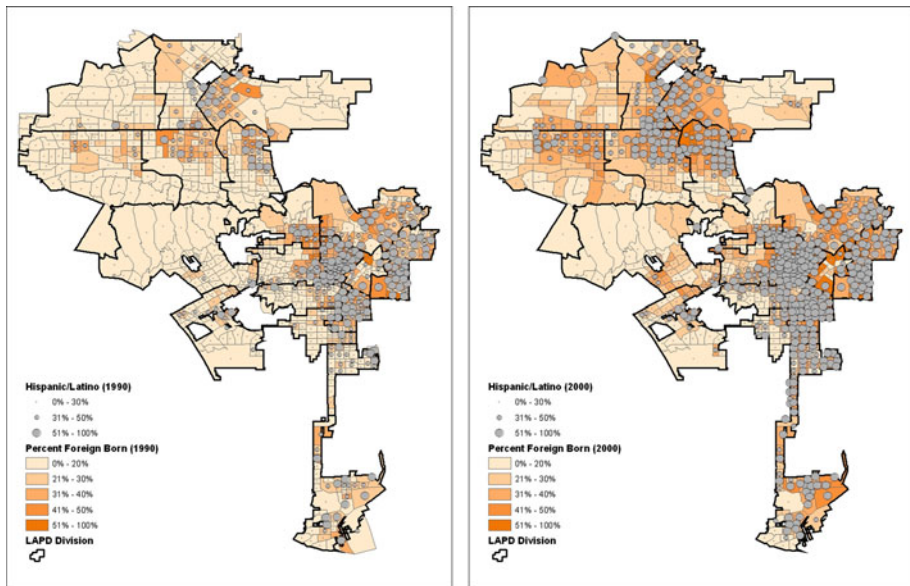 Hispanic/Latino (1990)
0% - 30%
31% - 50%
51% - 100%
Percent Foreign Born (1990)
0% - 20%
21% - 30%
31% - 40%
41% - 50%
51% - 100%
LAPD Division
Hispanic/Latino (2000)
0% - 30%
31% - 50%
51% - 100%
Percent Foreign Born (2000)
0% - 20%
21% - 30%
31% - 40%
41% - 50%
51% - 100%
LAPD Division